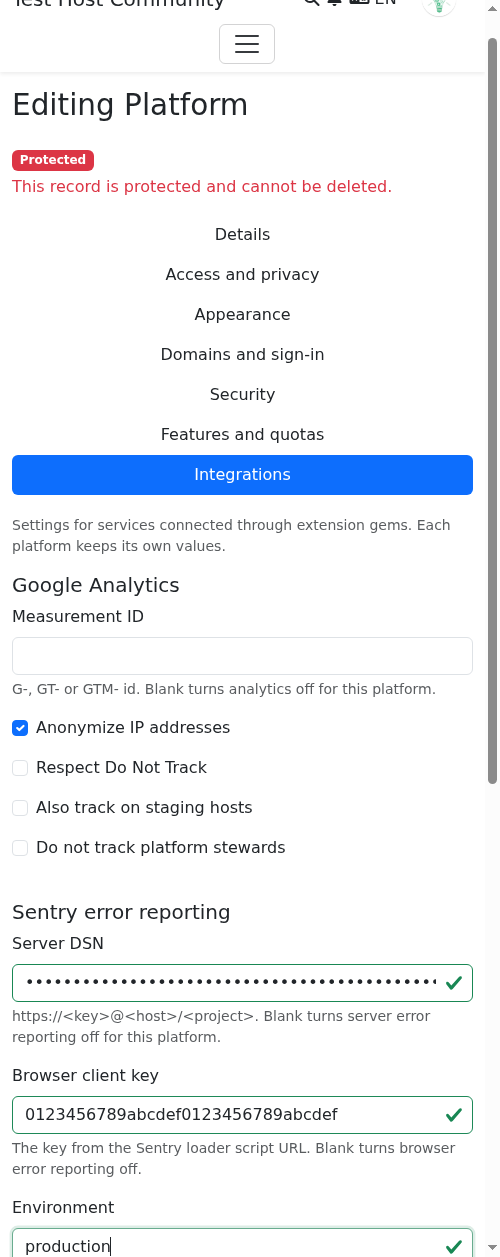 Test Host Community
EN
Editing Platform
Protected
This record is protected and cannot be deleted.
Details
Access and privacy
Appearance
Domains and sign-in
Security
Features and quotas
Integrations
Settings for services connected through extension gems. Each
platform keeps its own values.
Google Analytics
Measurement ID
G-, GT- or GTM- id. Blank turns analytics off for this platform.
Anonymize IP addresses
Respect Do Not Track
Also track on staging hosts
Do not track platform stewards
Sentry error reporting
Server DSN
https://<key>@<host>/<project>. Blank turns server error
reporting off for this platform.
Browser client key
0123456789abcdef0123456789abcdef
The key from the Sentry loader script URL. Blank turns browser
error reporting off.
Environment
production